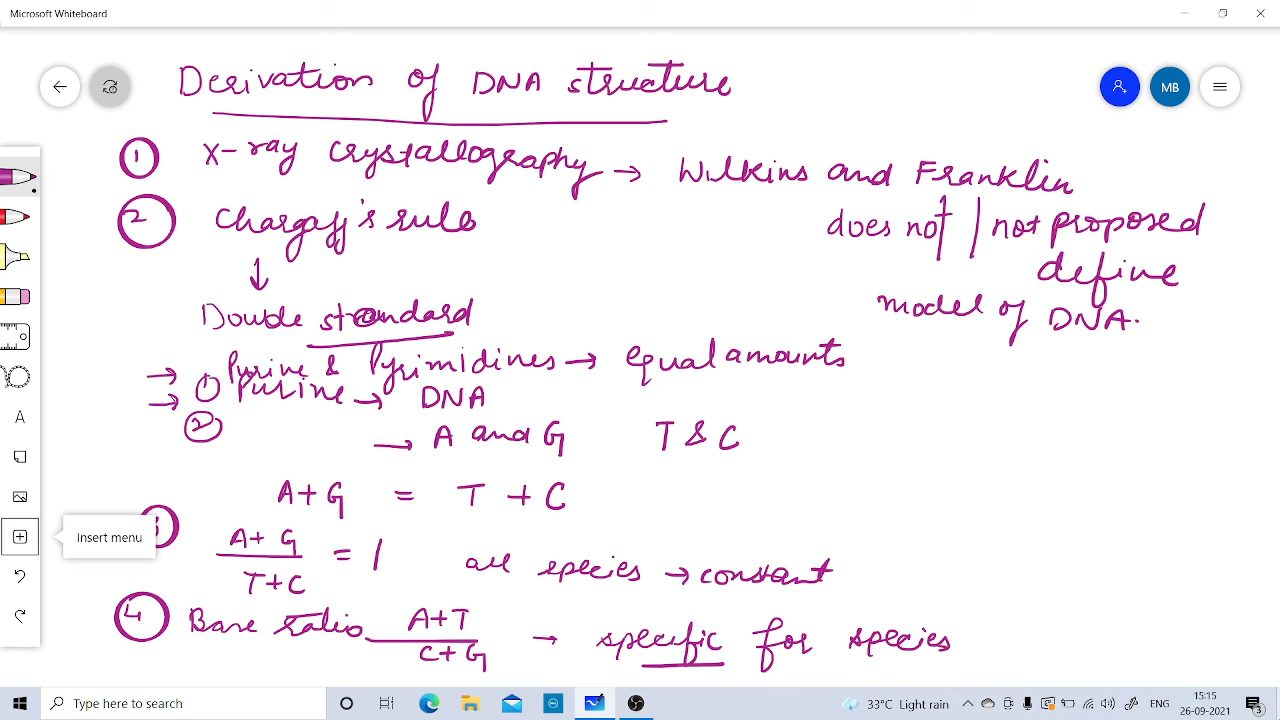 Microsoft Whiteboard
Derivation of DNA structure
MB
① X-ray crystallography → Wilkins and Franklin
② Chargaff's rule
does not | not proposed
define
model of DNA.
↓
Double standard
→ Purine & Pyrimidines → equal amounts
→ ① Purine → DNA
②
→ A and G T & C
A+G = T + C
③
A+G / T+C = 1 all species → constant
④ Base ratio A+T / C+G → specific for species
A
Insert menu
Type here to search
33°C Light rain
ENG
15:15
26-09-2021
3